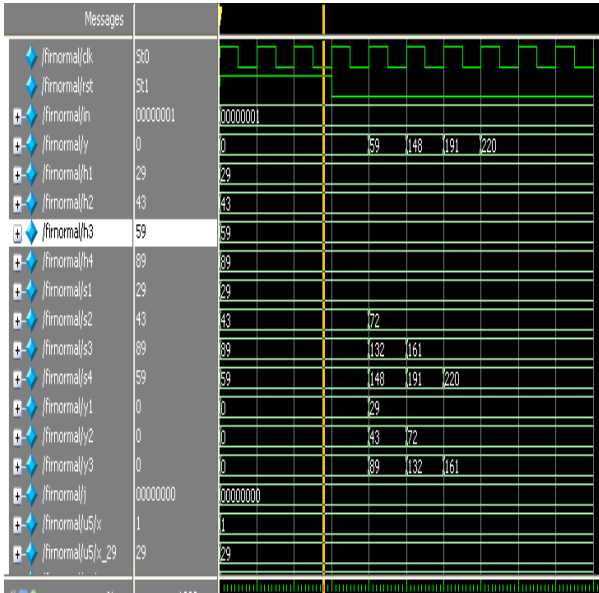 Messages
/firnormal/clk St0
/firnormal/rst St1
/firnormal/in 00000001 00000001
/firnormal/y 0 0 59 148 191 220
/firnormal/h1 29 29
/firnormal/h2 43 43
/firnormal/h3 59 59
/firnormal/h4 89 89
/firnormal/s1 29 29
/firnormal/s2 43 43 72
/firnormal/s3 89 89 132 161
/firnormal/s4 59 59 148 191 220
/firnormal/y1 0 0 29
/firnormal/y2 0 0 43 72
/firnormal/y3 0 0 89 132 161
/firnormal/j 00000000 00000000
/firnormal/u5/x 1 1
/firnormal/u5/x_29 29 29